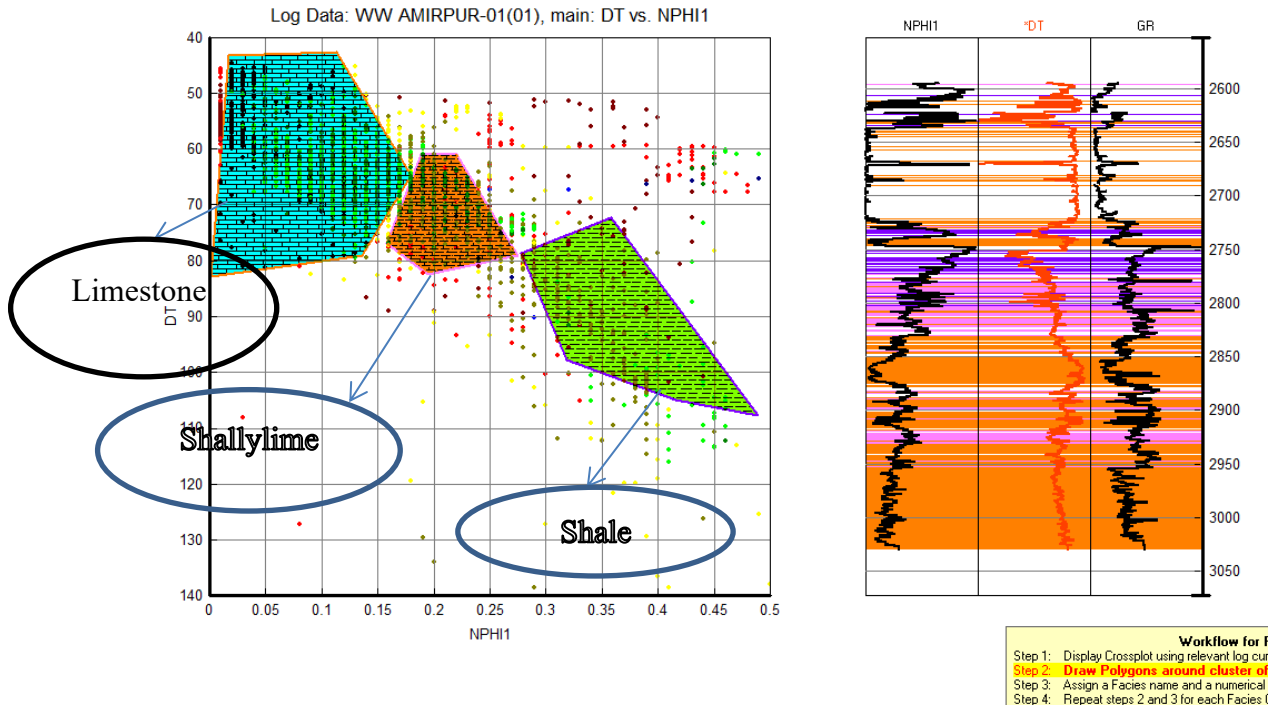 Log Data: WW AMIRPUR-01(01), main: DT vs. NPHI1
40
50
60
70
80
90
100
110
120
130
140
DT
0
0.05
0.1
0.15
0.2
0.25
0.3
0.35
0.4
0.45
0.5
NPHI1
Limestone
Shallylime
Shale
NPHI1
*DT
GR
2600
2650
2700
2750
2800
2850
2900
2950
3000
3050
Workflow for
Step 1: Display Crossplot using relevant log
Step 2: Draw Polygons around cluster of
Step 3: Assign a Facies name and a numerical
Step 4: Repeat steps 2 and 3 for each Facies